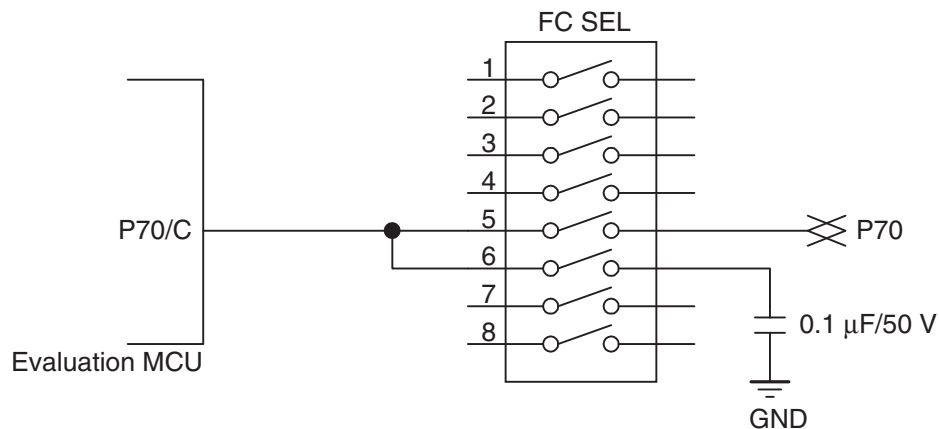 FC SEL
1
2
3
4
P70/C
5
P70
6
7
0.1 μF/50 V
8
Evaluation MCU
GND